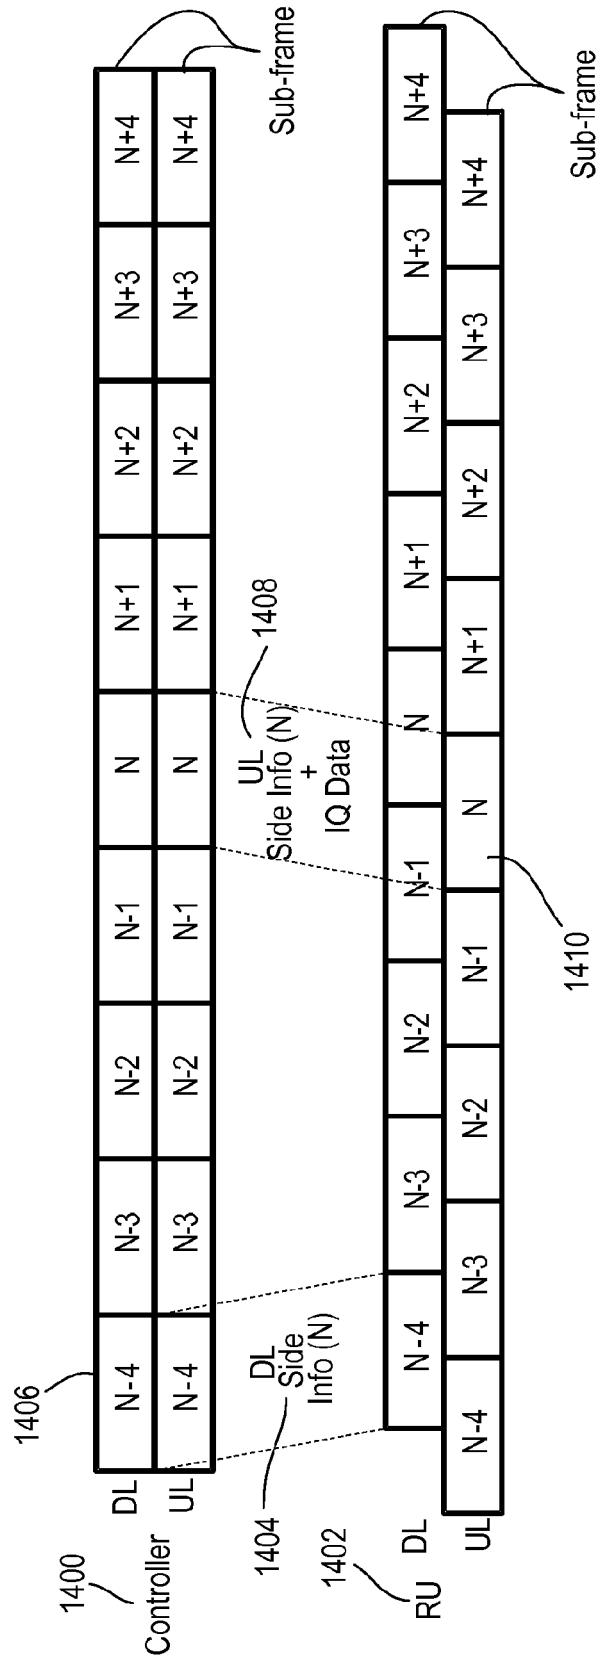 1400
Controller
1406
DL
N-4
N-3
N-2
N-1
N
N+1
N+2
N+3
N+4
UL
N-4
N-3
N-2
N-1
N
N+1
N+2
N+3
N+4
Sub-frame
1404
DL
Side
Info (N)
UL
Side Info (N)
+
IQ Data
1408
1402
RU
DL
N-4
N-3
N-2
N-1
N
N+1
N+2
N+3
N+4
UL
N-4
N-3
N-2
N-1
N
N+1
N+2
N+3
N+4
1410
Sub-frame